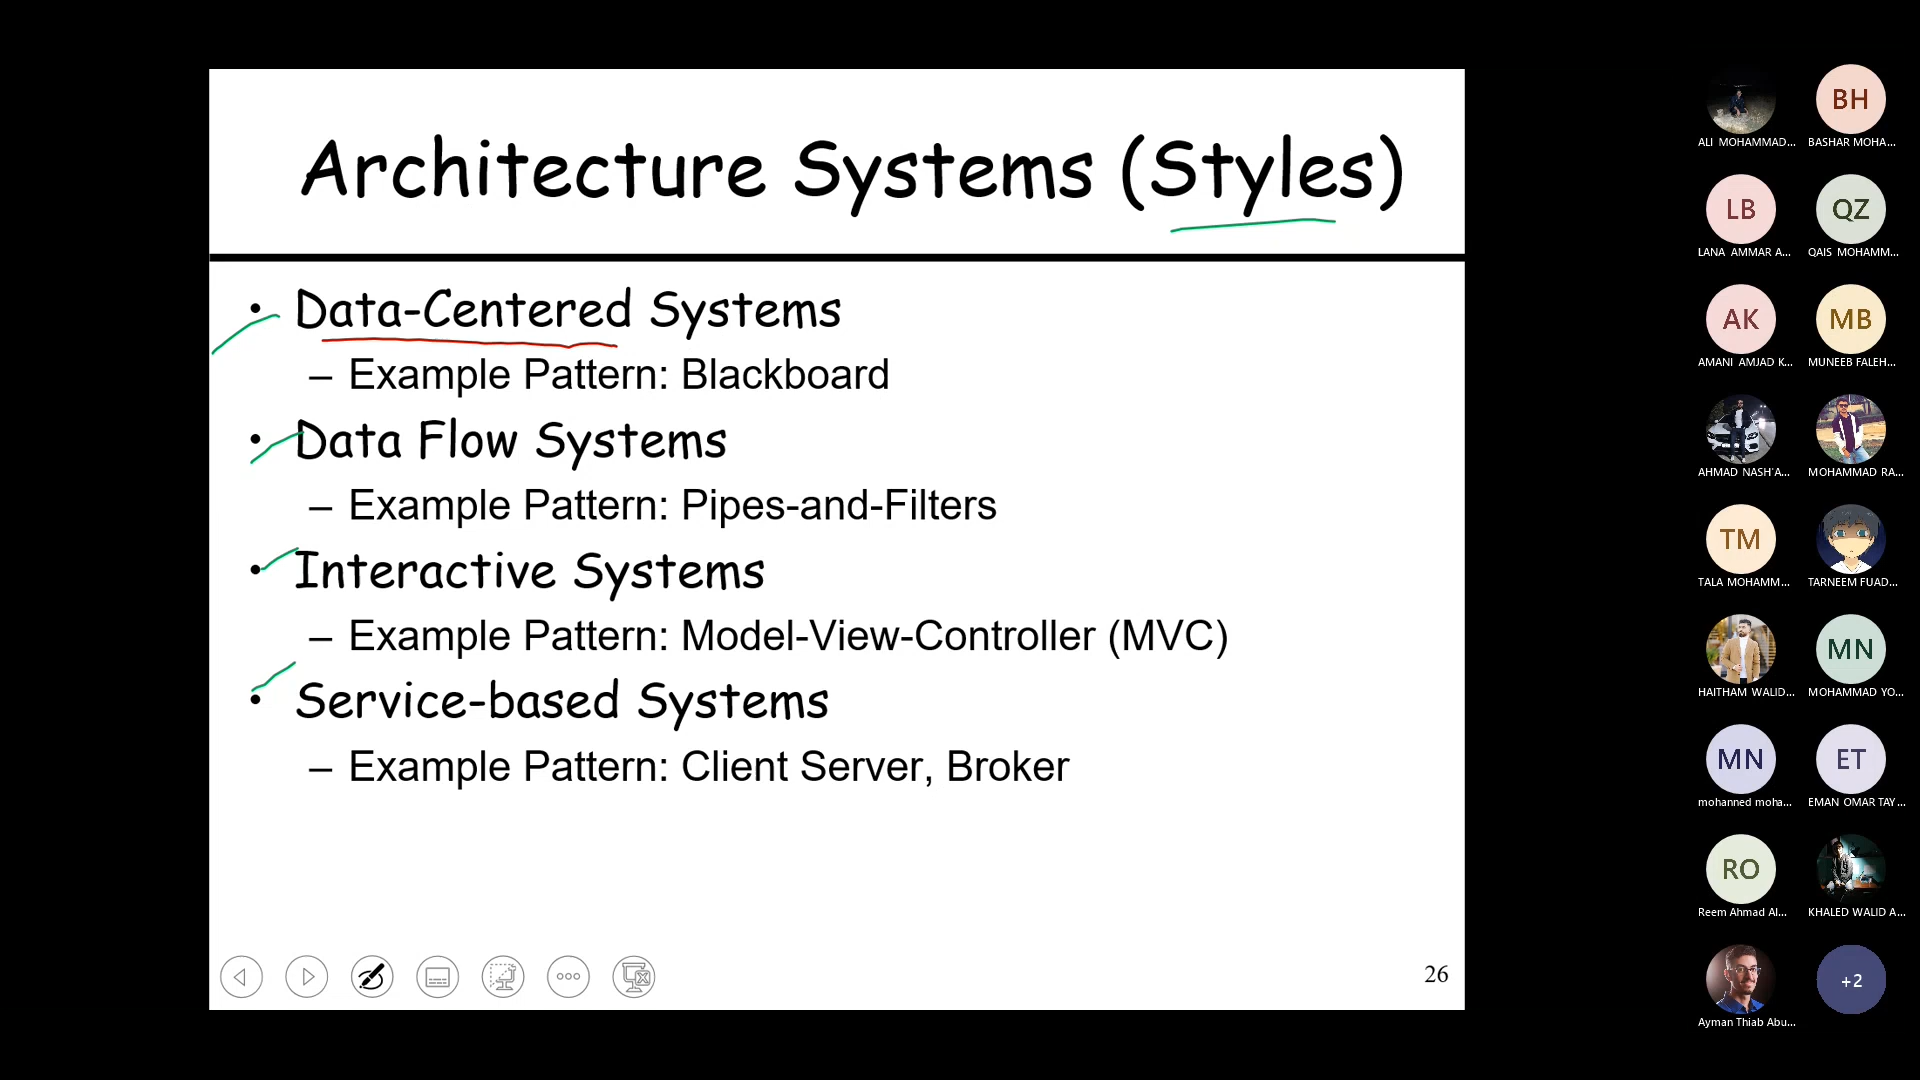 Architecture Systems (Styles)
• Data-Centered Systems
– Example Pattern: Blackboard
• Data Flow Systems
– Example Pattern: Pipes-and-Filters
• Interactive Systems
– Example Pattern: Model-View-Controller (MVC)
• Service-based Systems
– Example Pattern: Client Server, Broker
26
ALI MOHAMMAD...
BH
BASHAR MOHA...
LB
LANA AMMAR A...
QZ
QAIS MOHAMM...
AK
AMANI AMJAD K...
MB
MUNEEB FALEH...
AHMAD NASH'A...
MOHAMMAD RA...
TM
TALA MOHAMM...
TARNEEM FUAD...
HAITHAM WALID...
MN
MOHAMMAD YO...
MN
mohanned moha...
ET
EMAN OMAR TAY...
RO
Reem Ahmad Al...
KHALED WALID A...
Ayman Thiab Abu...
+2